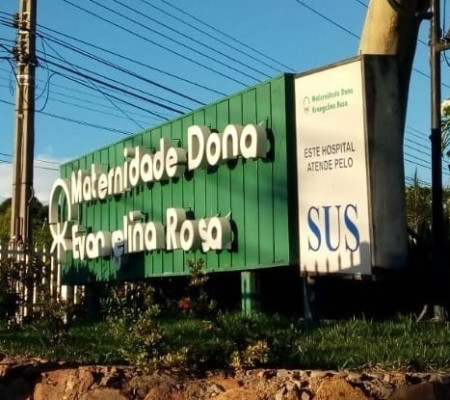 Maternidade Dona
Evangelina Rosa
Maternidade Dona
Evangelina Rosa
ESTE HOSPITAL
ATENDE PELO
SUS